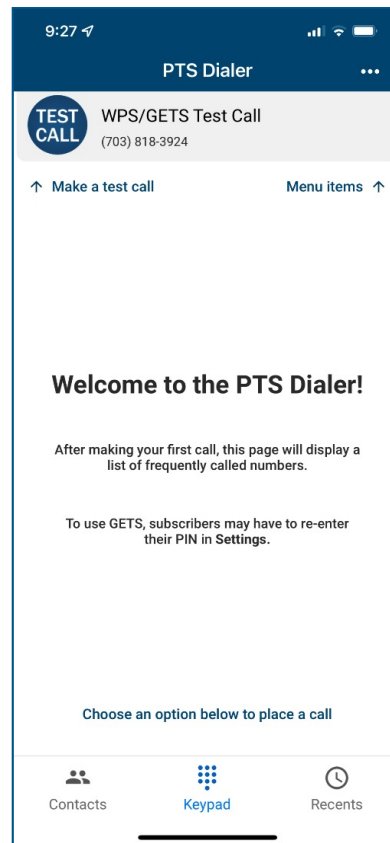 9:27
PTS Dialer
TEST
CALL
WPS/GETS Test Call
(703) 818-3924
↑ Make a test call
Menu items ↑
Welcome to the PTS Dialer!
After making your first call, this page will display a
list of frequently called numbers.
To use GETS, subscribers may have to re-enter
their PIN in Settings.
Choose an option below to place a call
Contacts
Keypad
Recents